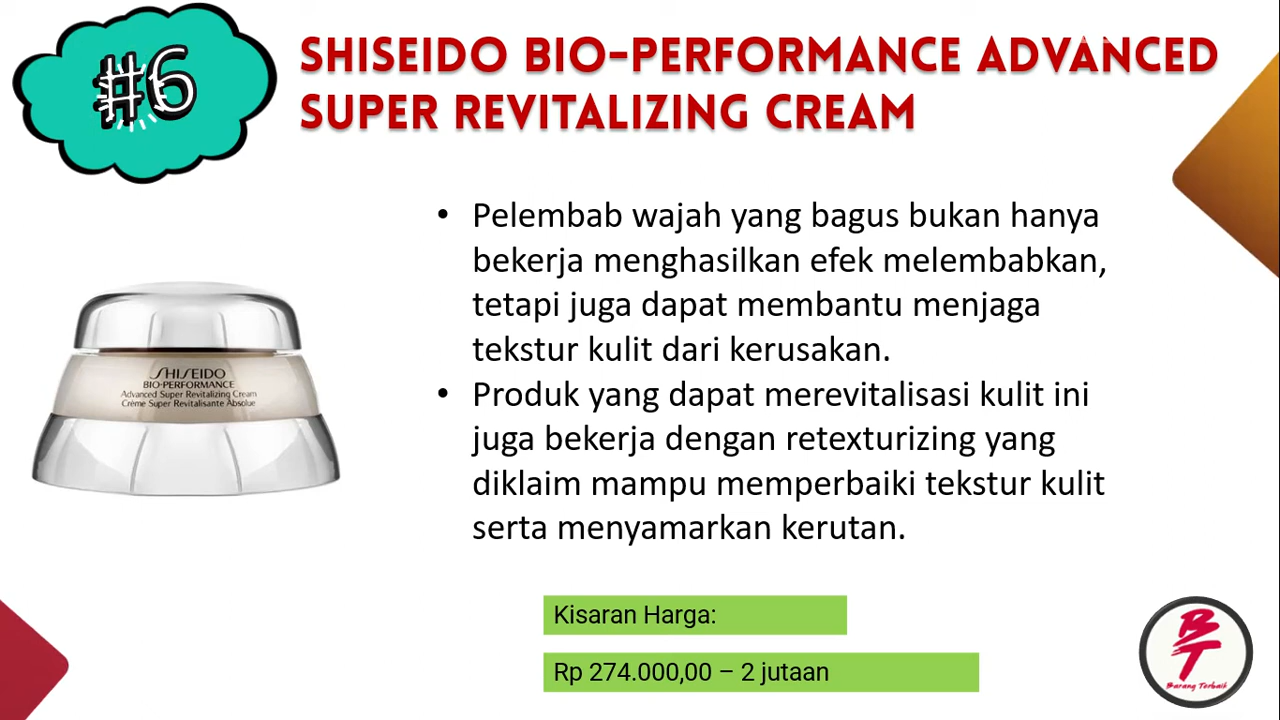 #6
SHISEIDO BIO-PERFORMANCE ADVANCED
SUPER REVITALIZING CREAM
• Pelembab wajah yang bagus bukan hanya
bekerja menghasilkan efek melembabkan,
tetapi juga dapat membantu menjaga
tekstur kulit dari kerusakan.
• Produk yang dapat merevitalisasi kulit ini
juga bekerja dengan retexturizing yang
diklaim mampu memperbaiki tekstur kulit
serta menyamarkan kerutan.
SHISEIDO
BIO-PERFORMANCE
Advanced Super Revitalizing Cream
Crème Super Revitalisante Absolue
Kisaran Harga:
Rp 274.000,00 – 2 jutaan
BT
Barang Terbaik